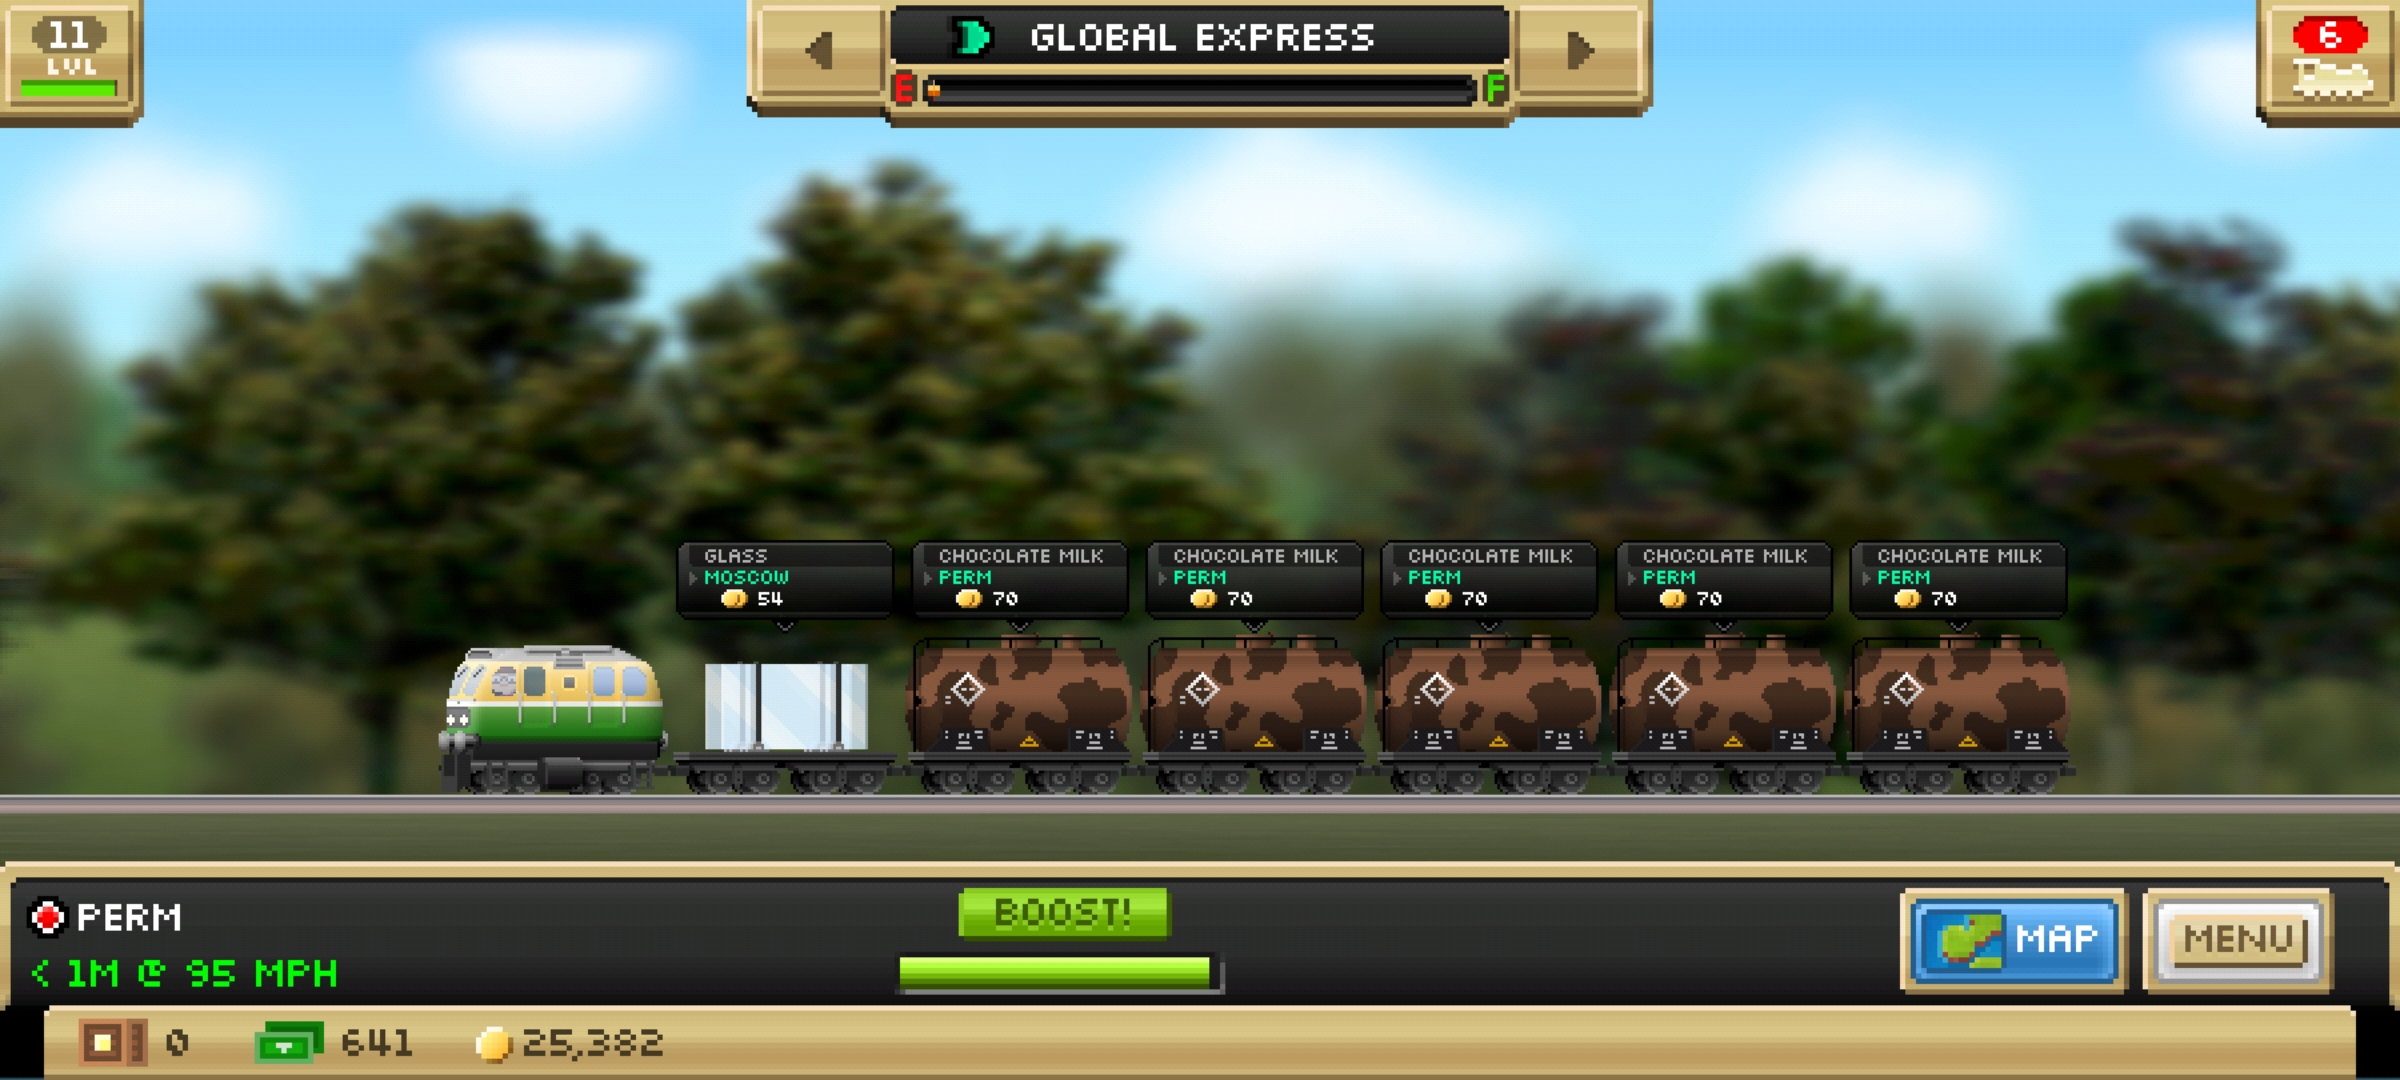 11
LVL
GLOBAL EXPRESS
E F
6
GLASS
MOSCOW
54
CHOCOLATE MILK
PERM
70
CHOCOLATE MILK
PERM
70
CHOCOLATE MILK
PERM
70
CHOCOLATE MILK
PERM
70
CHOCOLATE MILK
PERM
70
PERM
< 1M @ 95 MPH
BOOST!
MAP
MENU
0 641 25,382